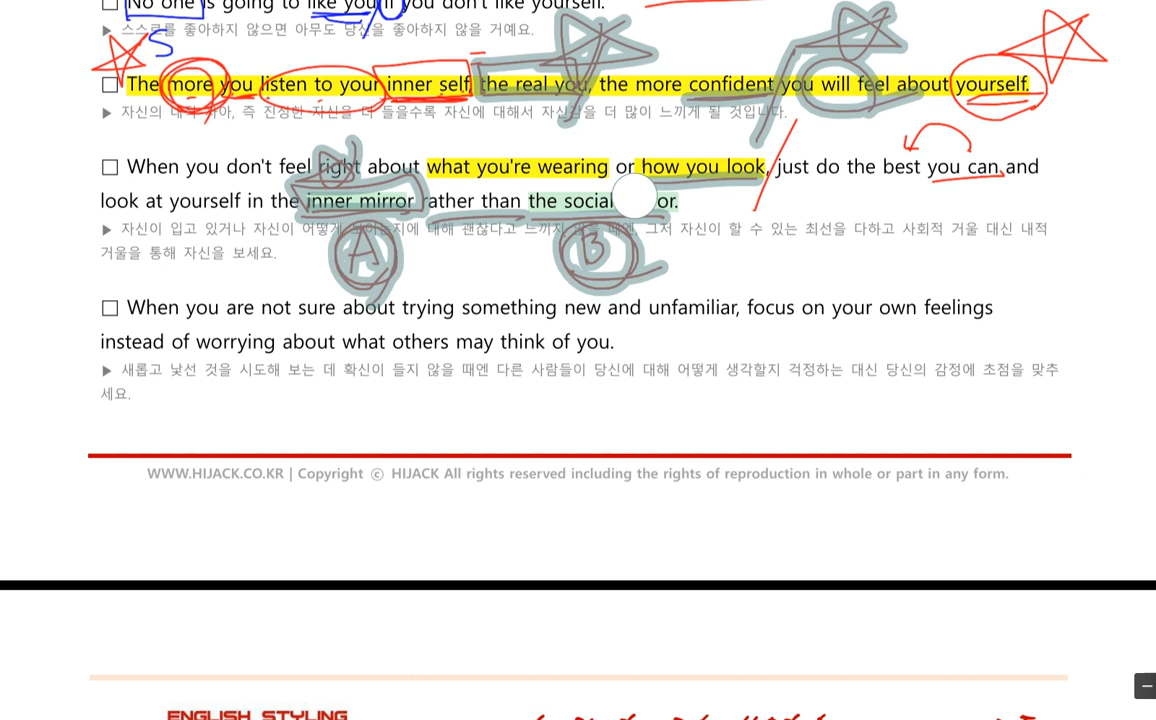 □ No one is going to like you if you don't like yourself.
▶ 스스로를 좋아하지 않으면 아무도 당신을 좋아하지 않을 거예요.
S
□ The more you listen to your inner self, the real you, the more confident you will feel about yourself.
▶ 자신의 내부 자아, 즉 진정한 자신을 더 들을수록 자신에 대해서 자신감을 더 많이 느끼게 될 것입니다.
□ When you don't feel right about what you're wearing or how you look, just do the best you can and
look at yourself in the inner mirror rather than the social or.
▶ 자신이 입고 있거나 자신이 어떻게 보이는지에 대해 괜찮다고 느끼지 않을 때엔, 그저 자신이 할 수 있는 최선을 다하고 사회적 거울 대신 내적
거울을 통해 자신을 보세요.
A B
□ When you are not sure about trying something new and unfamiliar, focus on your own feelings
instead of worrying about what others may think of you.
▶ 새롭고 낯선 것을 시도해 보는 데 확신이 들지 않을 때엔 다른 사람들이 당신에 대해 어떻게 생각할지 걱정하는 대신 당신의 감정에 초점을 맞추
세요.
WWW.HIJACK.CO.KR | Copyright ⓒ HIJACK All rights reserved including the rights of reproduction in whole or part in any form.
ENGLISH STYLING